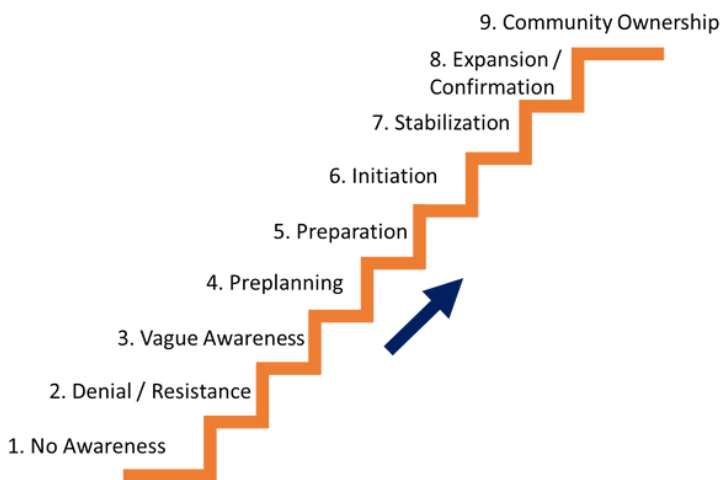 9. Community Ownership
8. Expansion /
Confirmation
7. Stabilization
6. Initiation
5. Preparation
4. Preplanning
3. Vague Awareness
2. Denial / Resistance
1. No Awareness